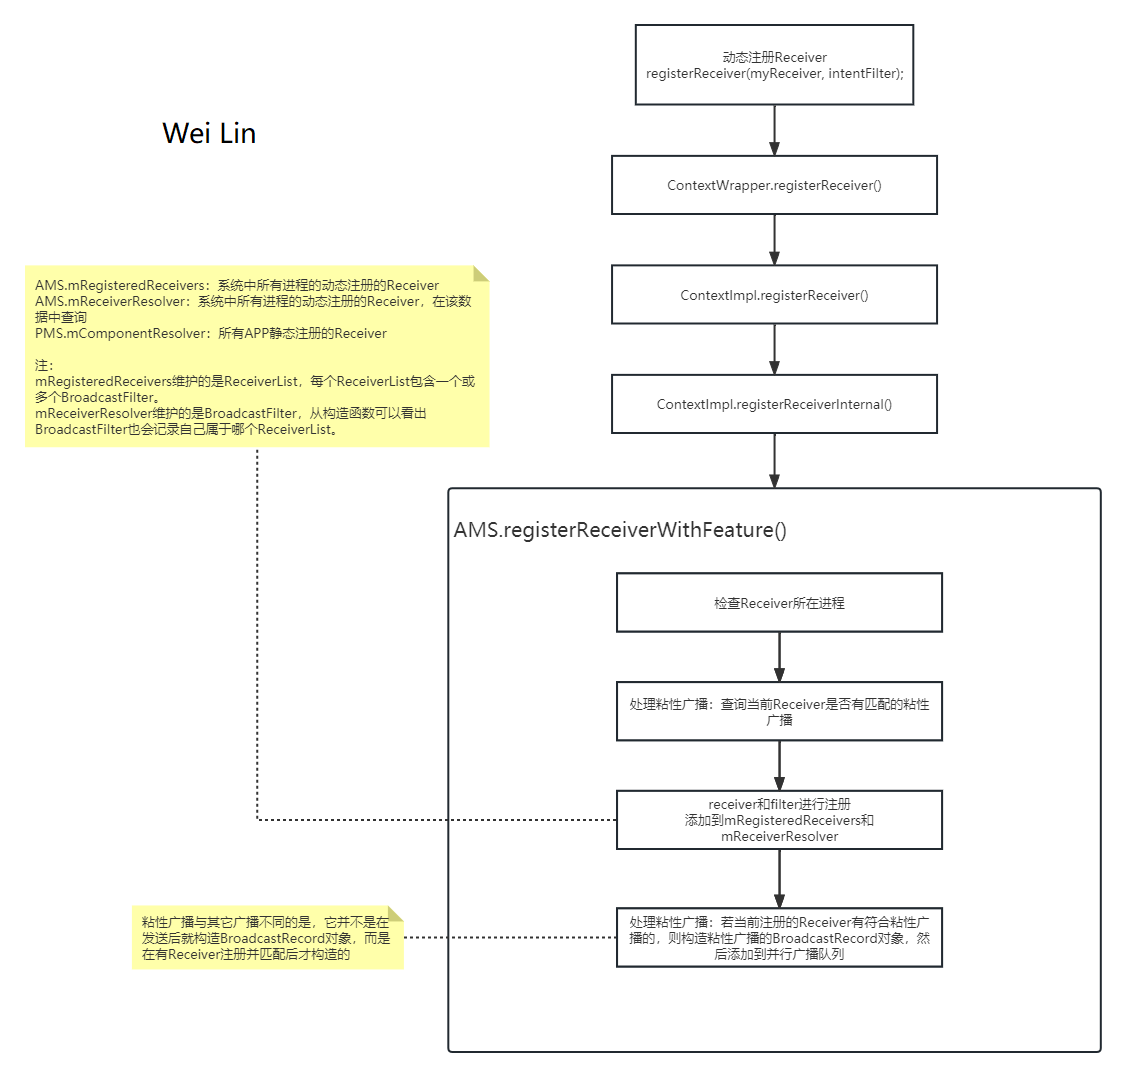 动态注册Receiver
registerReceiver(myReceiver, intentFilter);
Wei Lin
ContextWrapper.registerReceiver()
ContextImpl.registerReceiver()
AMS.mRegisteredReceivers：系统中所有进程的动态注册的Receiver
AMS.mReceiverResolver：系统中所有进程的动态注册的Receiver，在该数
据中查询
PMS.mComponentResolver：所有APP静态注册的Receiver
注：
mRegisteredReceivers维护的是ReceiverList，每个ReceiverList包含一个或
多个BroadcastFilter。
mReceiverResolver维护的是BroadcastFilter，从构造函数可以看出
BroadcastFilter也会记录自己属于哪个ReceiverList。
ContextImpl.registerReceiverInternal()
AMS.registerReceiverWithFeature()
检查Receiver所在进程
处理粘性广播：查询当前Receiver是否有匹配的粘性
广播
receiver和filter进行注册
添加到mRegisteredReceivers和
mReceiverResolver
处理粘性广播：若当前注册的Receiver有符合粘性广
播的，则构造粘性广播的BroadcastRecord对象，然
后添加到并行广播队列
粘性广播与其它广播不同的是，它并不是在
发送后就构造BroadcastRecord对象，而是
在有Receiver注册并匹配后才构造的